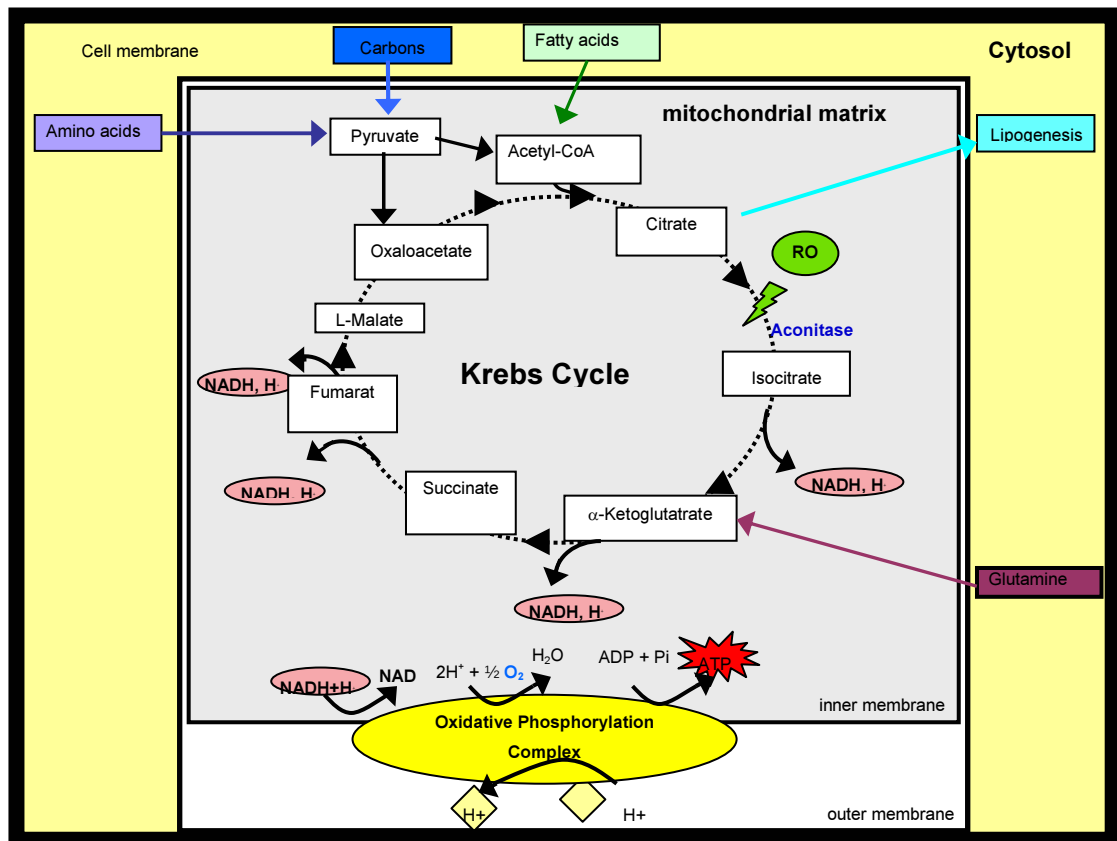 Cell membrane
Carbons
Fatty acids
Cytosol
mitochondrial matrix
Amino acids
Pyruvate
Acetyl-CoA
Lipogenesis
Citrate
Oxaloacetate
RO
L-Malate
Aconitase
Krebs Cycle
NADH, H
Fumarat
Isocitrate
NADH, H
Succinate
NADH, H
α-Ketoglutatrate
Glutamine
NADH, H
NADH+H
NAD
2H⁺ + ½ O₂
H₂O
ADP + Pi
ATP
inner membrane
Oxidative Phosphorylation
Complex
H+
H+
outer membrane